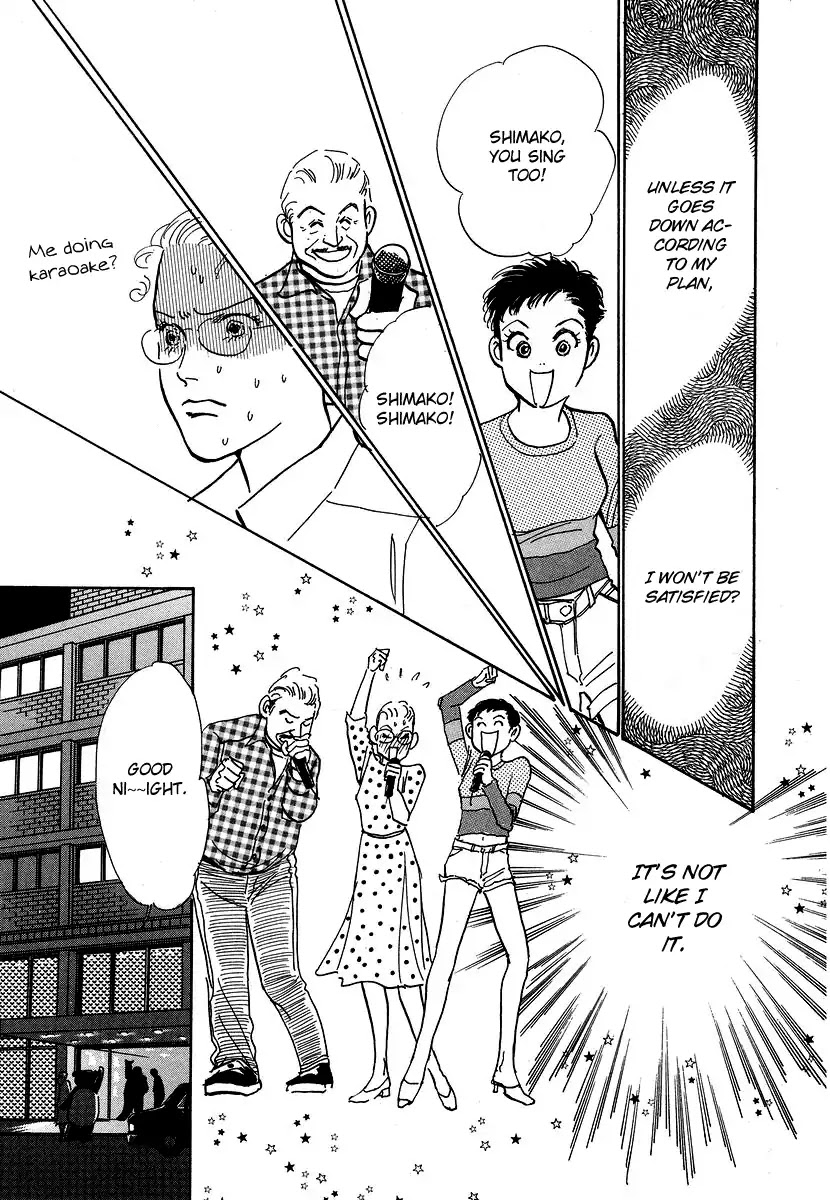 UNLESS IT
GOES
DOWN AC-
CORDING
TO MY
PLAN,
I WON'T BE
SATISFIED?
SHIMAKO,
YOU SING
TOO!
SHIMAKO!
SHIMAKO!
Me doing
karaoake?
IT'S NOT
LIKE I
CAN'T DO
IT.
GOOD
NI~~IGHT.